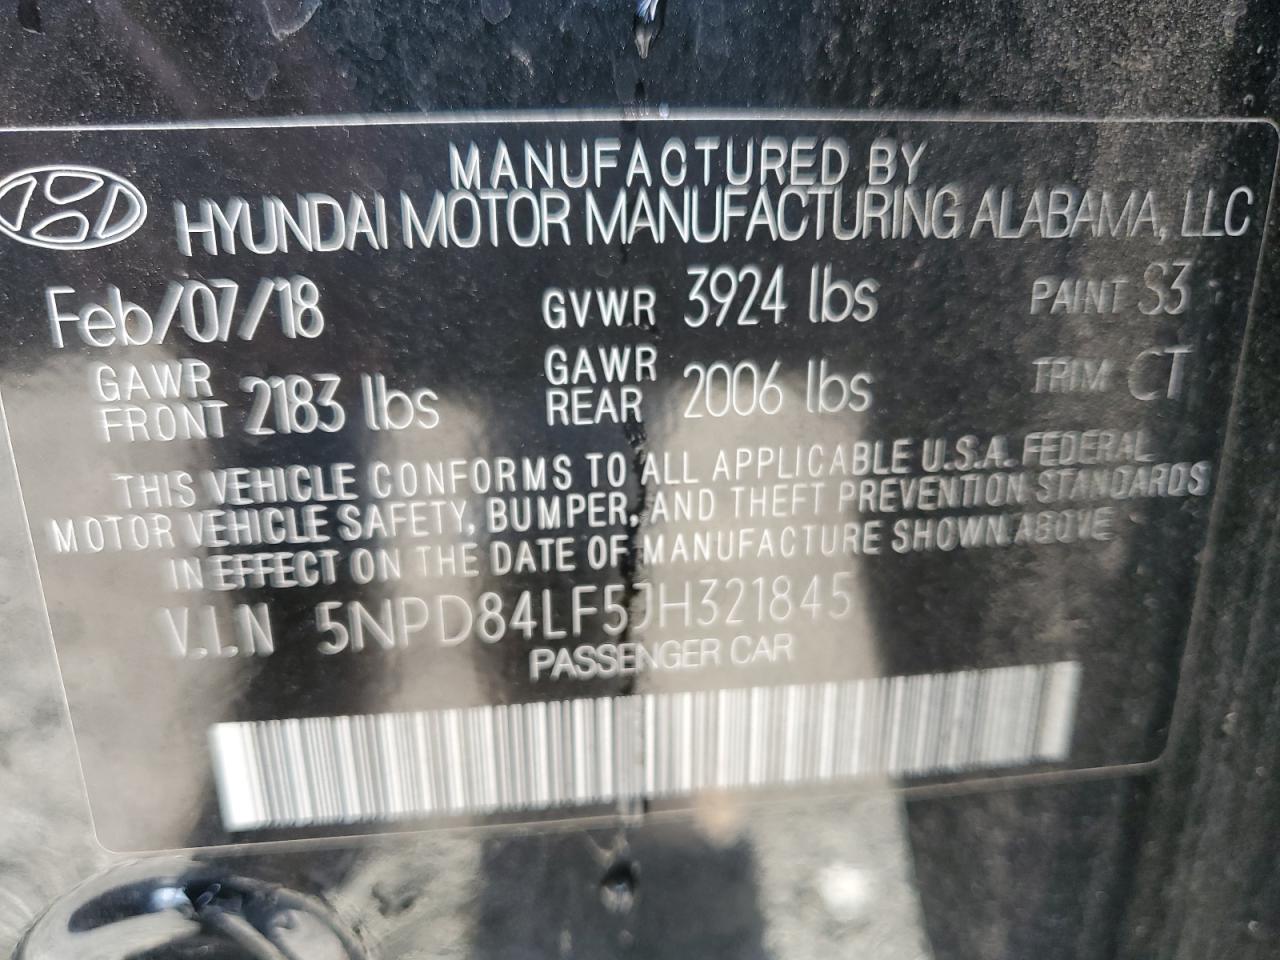 MANUFACTURED BY
HYUNDAI MOTOR MANUFACTURING ALABAMA, LLC
Feb/07/18 GVWR 3924 lbs PAINT S3
GAWR FRONT 2183 lbs GAWR REAR 2006 lbs TRIM CT
THIS VEHICLE CONFORMS TO ALL APPLICABLE U.S.A. FEDERAL
MOTOR VEHICLE SAFETY, BUMPER, AND THEFT PREVENTION STANDARDS
IN EFFECT ON THE DATE OF MANUFACTURE SHOWN ABOVE
V.I.N 5NPD84LF5JH321845
PASSENGER CAR